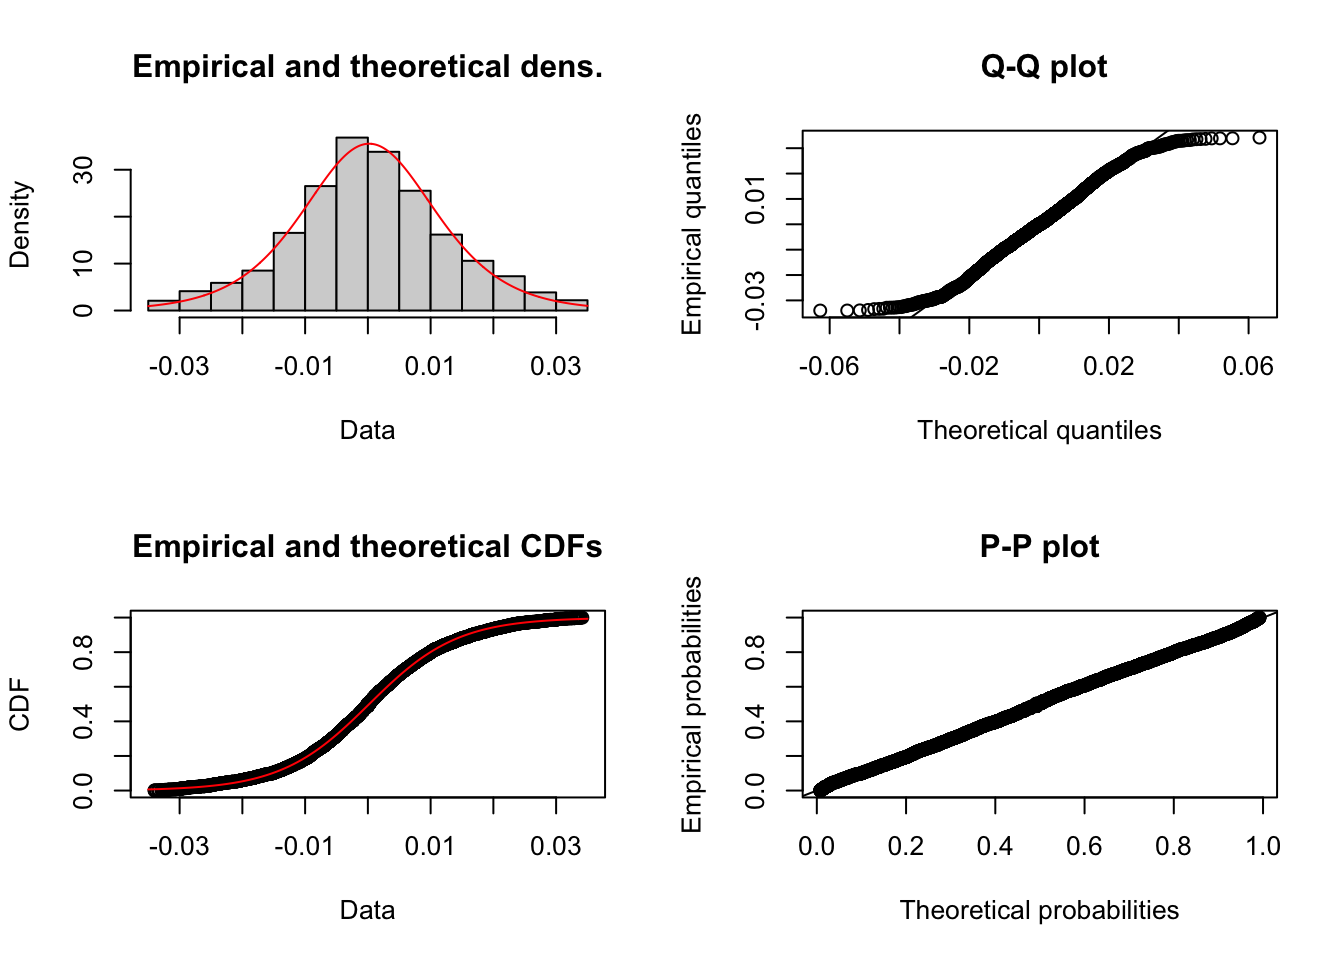 Empirical and theoretical dens.
Density
0 10 30
-0.03 -0.01 0.01 0.03
Data
Q-Q plot
Empirical quantiles
-0.03 0.01
-0.06 -0.02 0.02 0.06
Theoretical quantiles
Empirical and theoretical CDFs
CDF
0.0 0.4 0.8
-0.03 -0.01 0.01 0.03
Data
P-P plot
Empirical probabilities
0.0 0.4 0.8
0.0 0.2 0.4 0.6 0.8 1.0
Theoretical probabilities